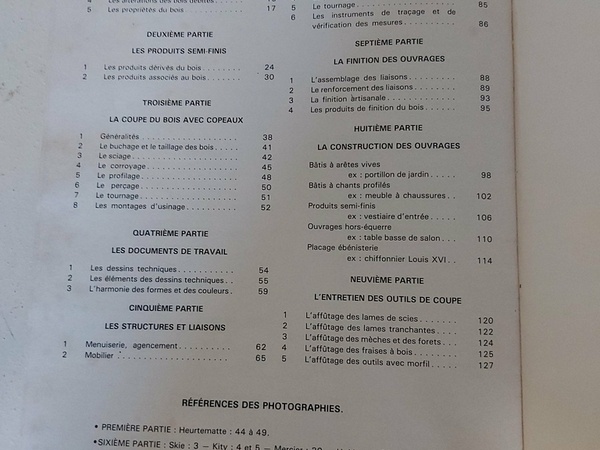 4 Les altérations des bois débités
5 Les propriétés du bois . . . . . . . . . . 17
DEUXIÈME PARTIE
LES PRODUITS SEMI-FINIS
1 Les produits dérivés du bois . . . . . . . 24
2 Les produits associés au bois . . . . . . . 30
TROISIÈME PARTIE
LA COUPE DU BOIS AVEC COPEAUX
1 Généralités . . . . . . . . . . . . . . . . 38
2 Le buchage et le taillage des bois . . . . . 41
3 Le sciage . . . . . . . . . . . . . . . . . 42
4 Le corroyage . . . . . . . . . . . . . . . 45
5 Le profilage . . . . . . . . . . . . . . . 48
6 Le perçage . . . . . . . . . . . . . . . . 50
7 Le tournage . . . . . . . . . . . . . . . . 51
8 Les montages d'usinage . . . . . . . . . . 52
QUATRIÈME PARTIE
LES DOCUMENTS DE TRAVAIL
1 Les dessins techniques . . . . . . . . . . . 54
2 Les éléments des dessins techniques . . 55
3 L'harmonie des formes et des couleurs . 59
CINQUIÈME PARTIE
LES STRUCTURES ET LIAISONS
1 Menuiserie, agencement . . . . . . . . . . 62
2 Mobilier . . . . . . . . . . . . . . . . . . 65
5 Le tournage . . . . . . . . . . . . . . . . 85
6 Les instruments de traçage et de
vérification des mesures . . . . . . . . . . 86
SEPTIÈME PARTIE
LA FINITION DES OUVRAGES
1 L'assemblage des liaisons . . . . . . . . . 88
2 Le renforcement des liaisons . . . . . . . 89
3 La finition artisanale . . . . . . . . . . . 93
4 Les produits de finition du bois . . . . . . 95
HUITIÈME PARTIE
LA CONSTRUCTION DES OUVRAGES
Bâtis à arêtes vives
ex : portillon de jardin . . . . . 98
Bâtis à chants profilés
ex : meuble à chaussures . . 102
Produits semi-finis
ex : vestiaire d'entrée . . . . . 106
Ouvrages hors-équerre
ex : table basse de salon . . . 110
Placage ébénisterie
ex : chiffonnier Louis XVI . . 114
NEUVIÈME PARTIE
L'ENTRETIEN DES OUTILS DE COUPE
1 L'affûtage des lames de scies . . . . . . . 120
2 L'affûtage des lames tranchantes . . . . . 122
3 L'affûtage des mèches et des forets . . . 124
4 L'affûtage des fraises à bois . . . . . . . 125
5 L'affûtage des outils avec morfil . . . . . 127
RÉFÉRENCES DES PHOTOGRAPHIES.
• PREMIÈRE PARTIE : Heurtematte : 44 à 49.
• SIXIÈME PARTIE : Skie : 3 — Kity : 4 et 5 — Mercier : 20